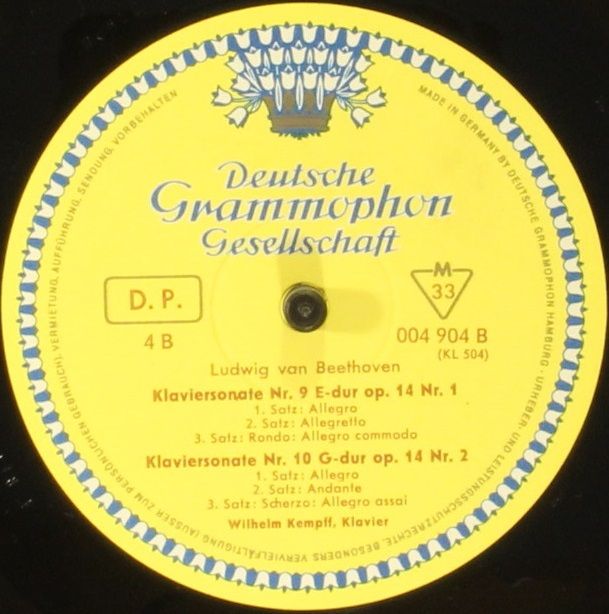 Deutsche
Grammophon
Gesellschaft
D. P.
4 B
M
33
004 904 B
(KL 504)
Ludwig van Beethoven
Klaviersonate Nr. 9 E-dur op. 14 Nr. 1
1. Satz: Allegro
2. Satz: Allegretto
3. Satz: Rondo: Allegro commodo
Klaviersonate Nr. 10 G-dur op. 14 Nr. 2
1. Satz: Allegro
2. Satz: Andante
3. Satz: Scherzo: Allegro assai
Wilhelm Kempff, Klavier
MADE IN GERMANY BY DEUTSCHE GRAMMOPHON HAMBURG · URHEBER- UND LEISTUNGSSCHUTZRECHTE, BESONDERS VERVIELFÄLTIGUNG (AUSSER ZUM PERSÖNLICHEN GEBRAUCH), VERMIETUNG, AUFFÜHRUNG, SENDUNG, VORBEHALTEN